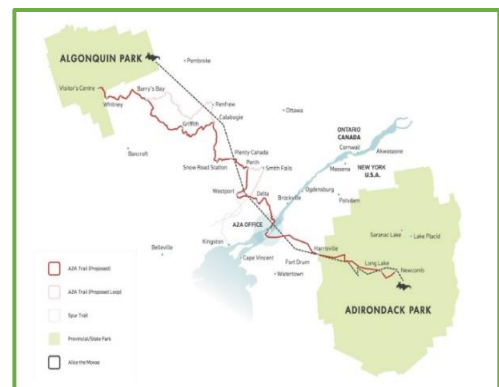 ALGONQUIN PARK
Pembroke
Visitor's Centre
Barry's Bay
Whitney
Renfrew
Calabogie
Griffith
Ottawa
Bancroft
Plenty Canada
Perth
Snow Road Station
Smith Falls
ONTARIO
CANADA
Cornwall
Akwesasne
Massena
NEW YORK
U.S.A.
Westport
Delta
Brockville
Ogdensburg
Potsdam
A2A OFFICE
Kingston
Belleville
Cape Vincent
Fort Drum
Watertown
Harrisville
Saranac Lake
Lake Placid
Long Lake
Newcomb
ADIRONDACK PARK
A2A Trail (Proposed)
A2A Trail (Proposed Loop)
Spur Trail
Provincial/State Park
Alice the Moose